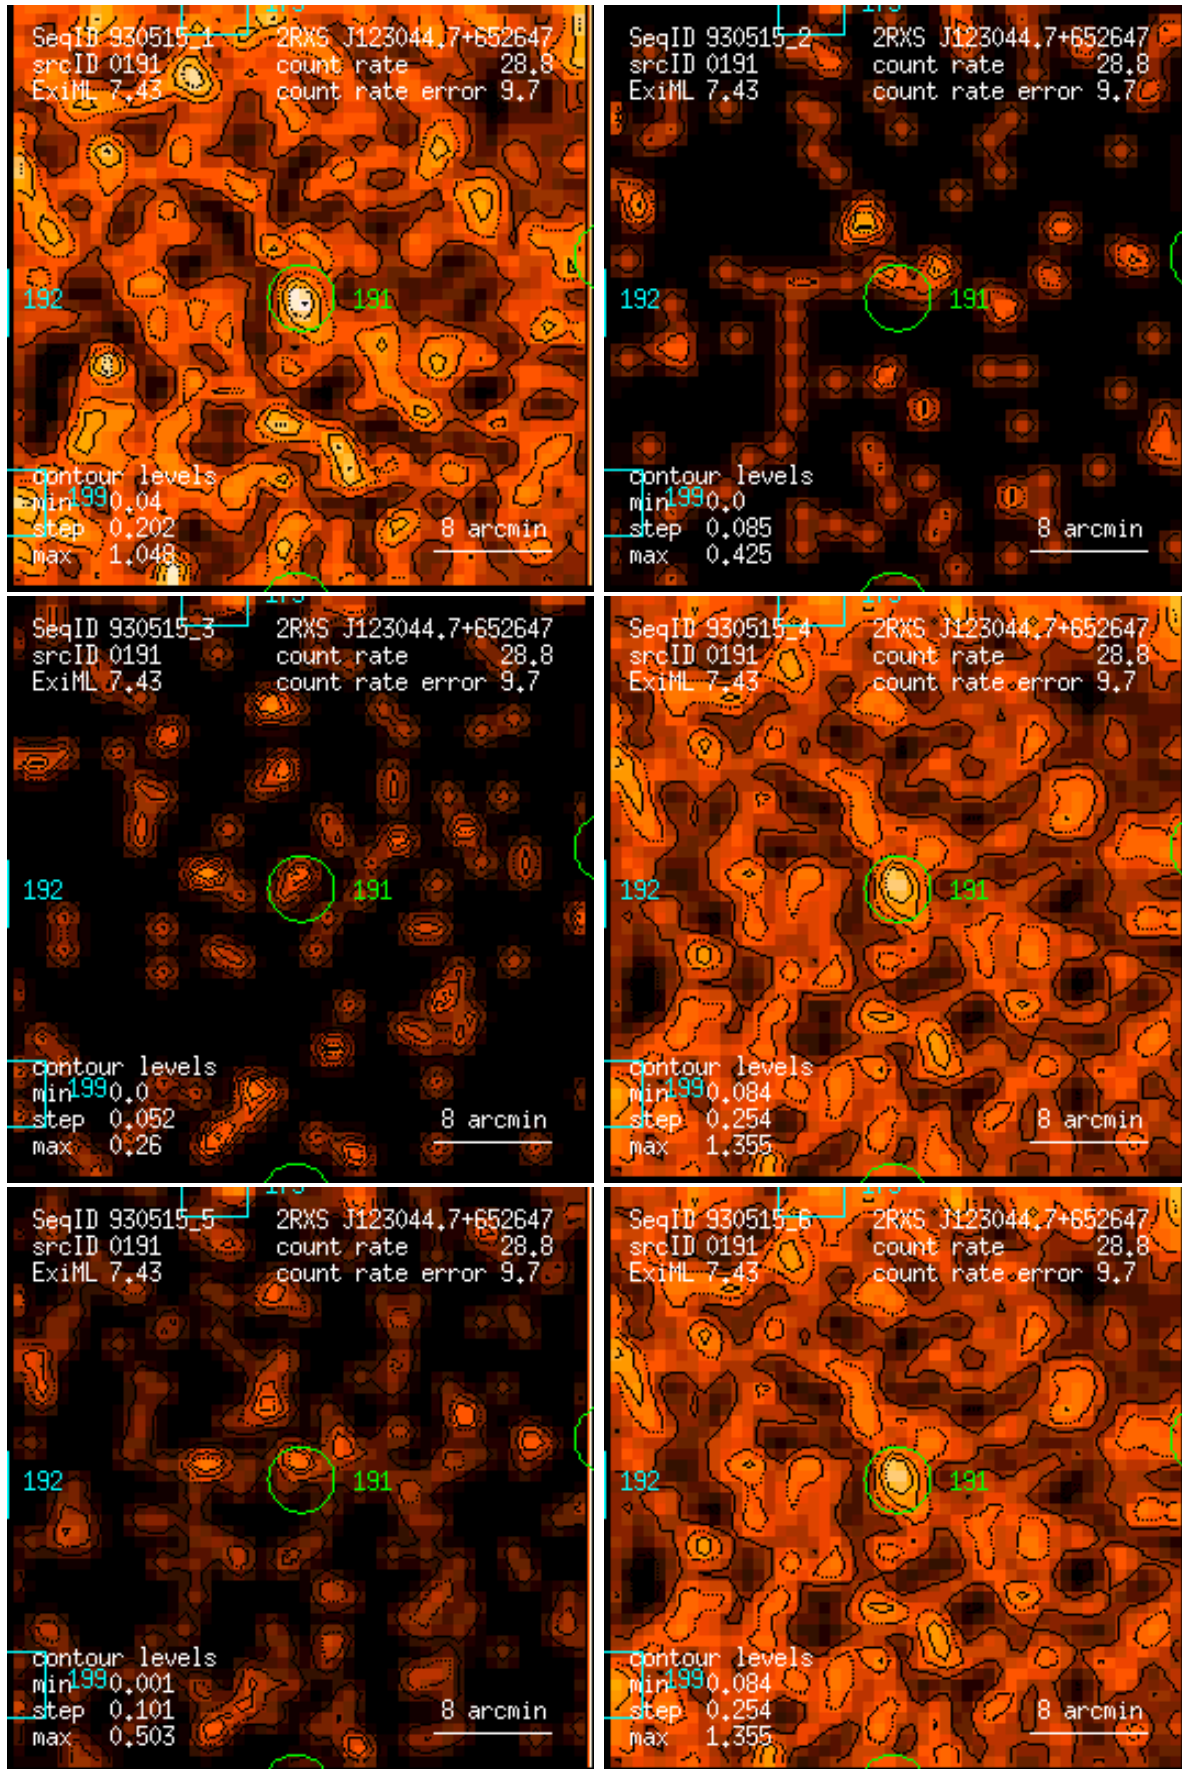 173
SeqID 930515_1 2RXS J123044.7+652647
srcID 0191 count rate 28.8
ExiML 7.43 count rate error 9.7
192 191
contour levels
min 0.04
199
step 0.202 8 arcmin
max 1.048
173
SeqID 930515_2 2RXS J123044.7+652647
srcID 0191 count rate 28.8
ExiML 7.43 count rate error 9.7
192 191
contour levels
min 0.0
199
step 0.085 8 arcmin
max 0.425
173
SeqID 930515_3 2RXS J123044.7+652647
srcID 0191 count rate 28.8
ExiML 7.43 count rate error 9.7
192 191
contour levels
min 0.0
199
step 0.052 8 arcmin
max 0.26
173
SeqID 930515_4 2RXS J123044.7+652647
srcID 0191 count rate 28.8
ExiML 7.43 count rate error 9.7
192 191
contour levels
min 0.084
199
step 0.254 8 arcmin
max 1.355
173
SeqID 930515_5 2RXS J123044.7+652647
srcID 0191 count rate 28.8
ExiML 7.43 count rate error 9.7
192 191
contour levels
min 0.001
199
step 0.101 8 arcmin
max 0.503
173
SeqID 930515_6 2RXS J123044.7+652647
srcID 0191 count rate 28.8
ExiML 7.43 count rate error 9.7
192 191
contour levels
min 0.084
199
step 0.254 8 arcmin
max 1.355